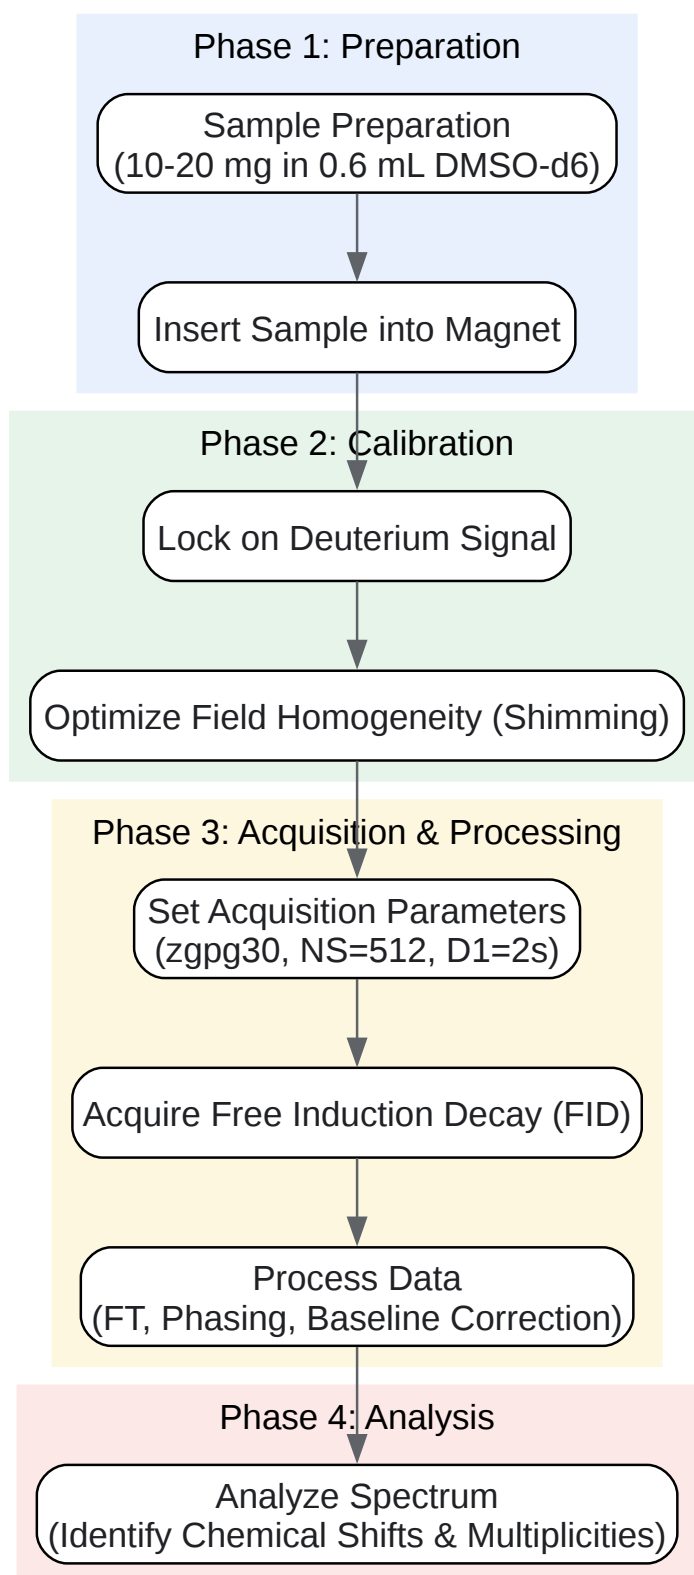 Phase 1: Preparation
Sample Preparation
(10-20 mg in 0.6 mL DMSO-d6)
Insert Sample into Magnet
Phase 2: Calibration
Lock on Deuterium Signal
Optimize Field Homogeneity (Shimming)
Phase 3: Acquisition & Processing
Set Acquisition Parameters
(zgpg30, NS=512, D1=2s)
Acquire Free Induction Decay (FID)
Process Data
(FT, Phasing, Baseline Correction)
Phase 4: Analysis
Analyze Spectrum
(Identify Chemical Shifts & Multiplicities)